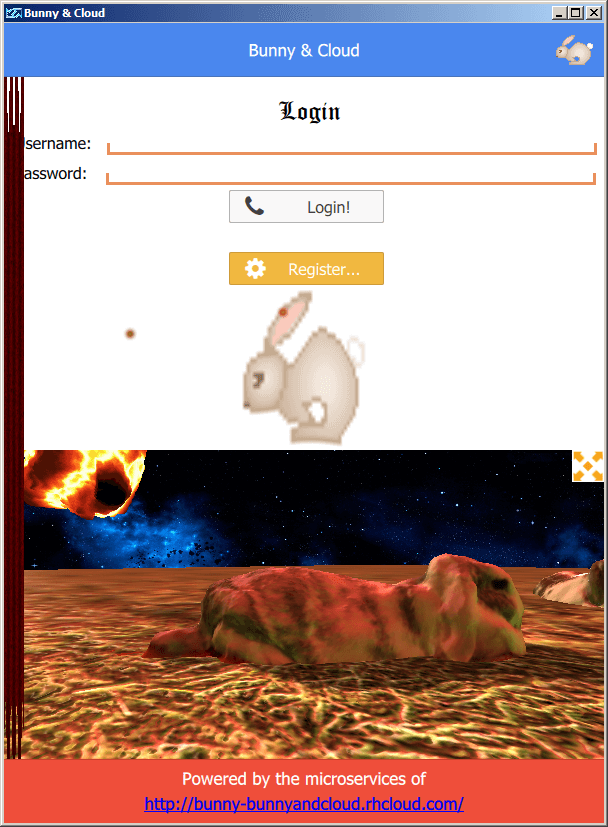 Bunny & Cloud
Bunny & Cloud
Login
sername:
assword:
Login!
Register...
Powered by the microservices of
http://bunny-bunnyandcloud.rhcloud.com/